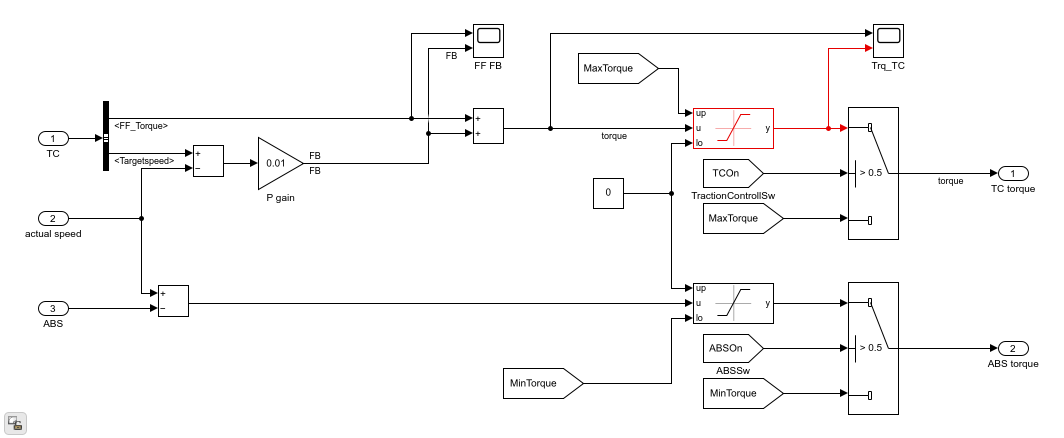 FB
FF FB
Trq_TC
MaxTorque
up
u
lo
y
1
TC
<FF_Torque>
<Targetspeed>
+
+
torque
+
−
0.01
FB
FB
P gain
TCOn
TractionControllSw
> 0.5
1
TC torque
torque
0
MaxTorque
2
actual speed
+
−
3
ABS
up
u
lo
y
ABSOn
ABSSw
> 0.5
2
ABS torque
MinTorque
MinTorque